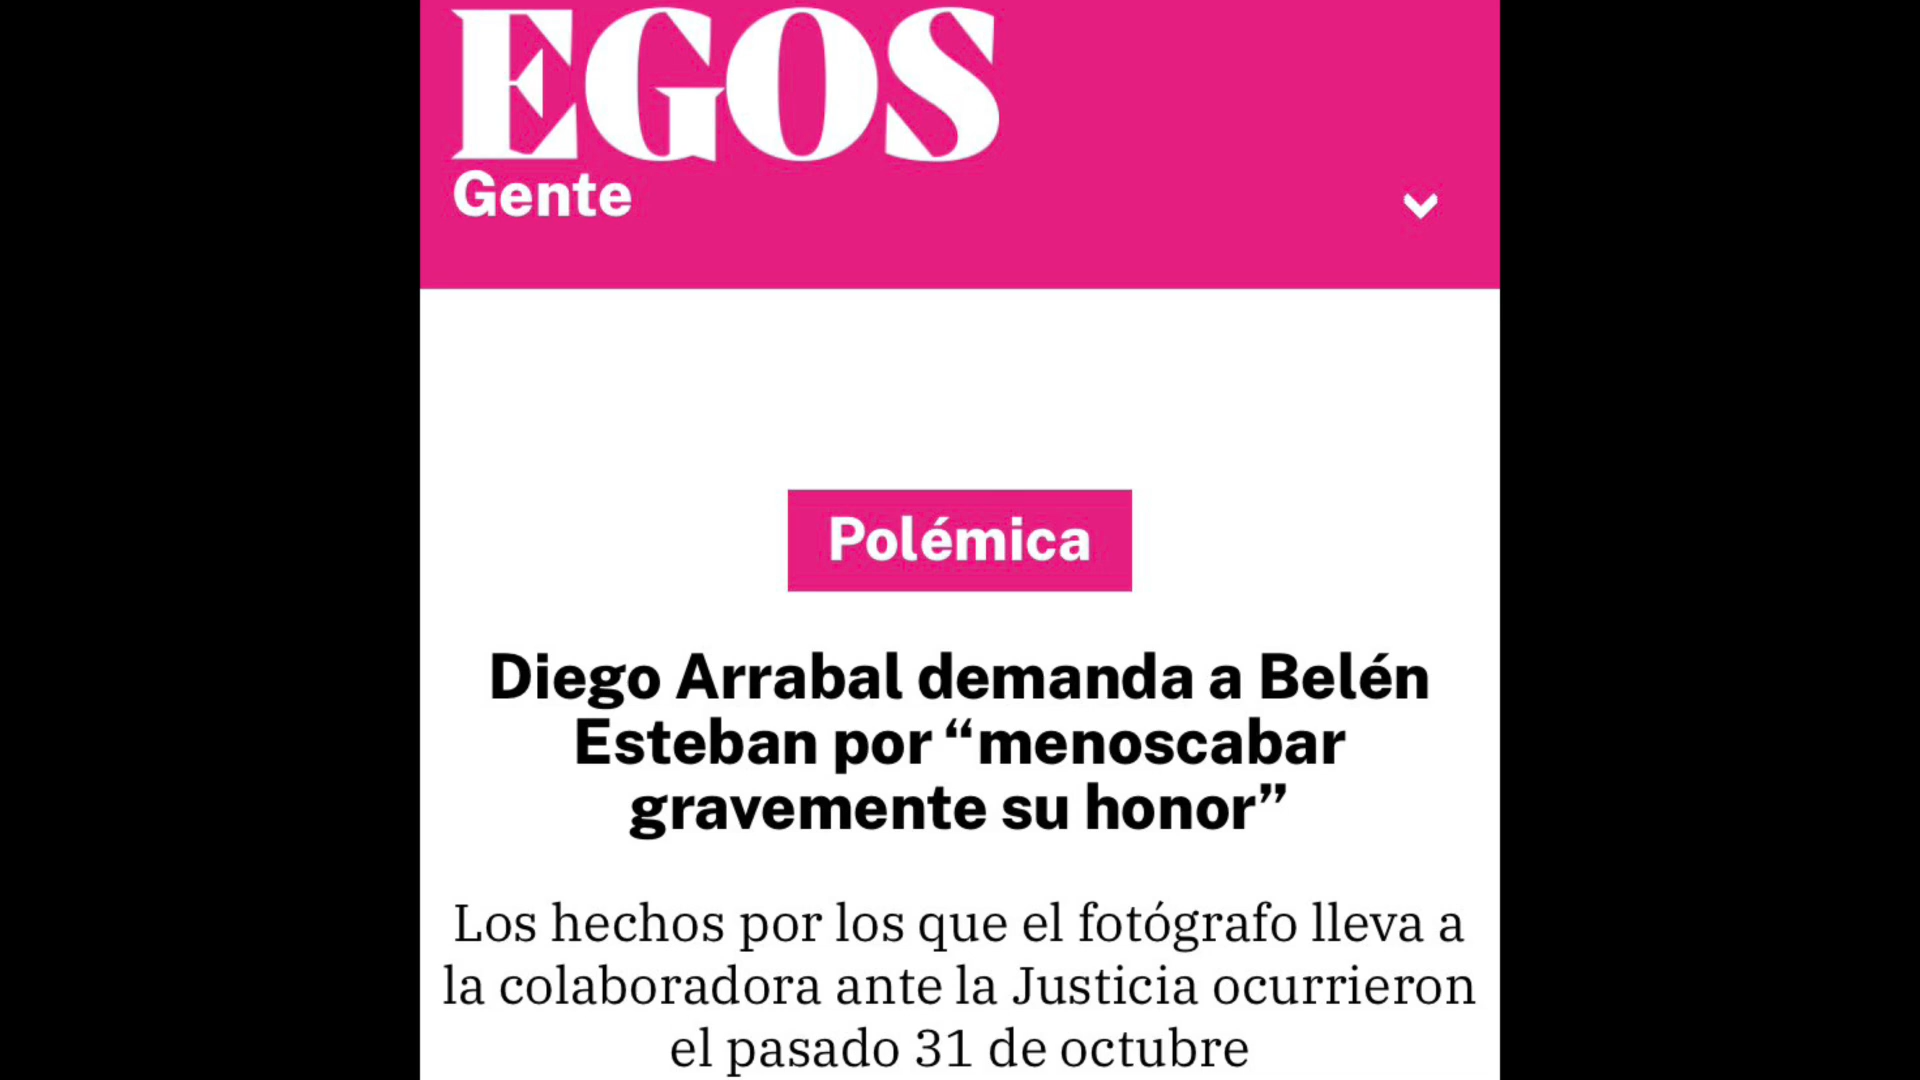 EGOS
Gente
Polémica
Diego Arrabal demanda a Belén
Esteban por “menoscabar
gravemente su honor”
Los hechos por los que el fotógrafo lleva a
la colaboradora ante la Justicia ocurrieron
el pasado 31 de octubre